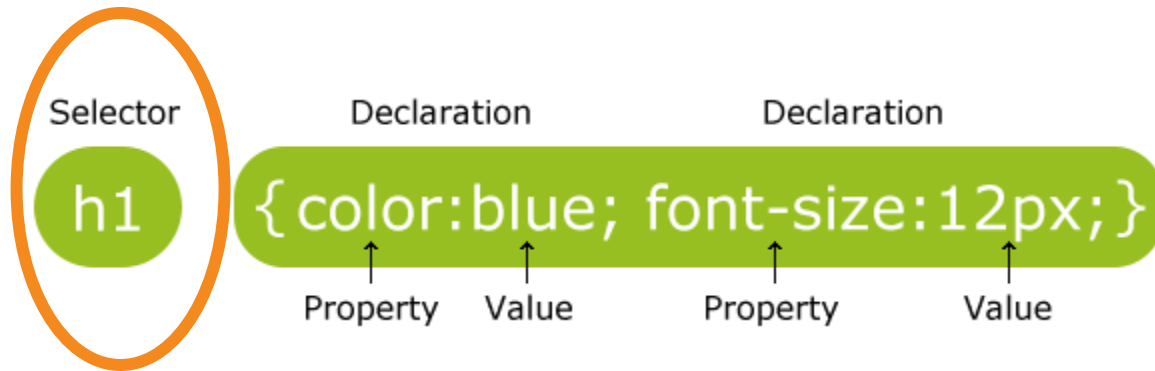 Selector Declaration Declaration
h1 {color:blue; font-size:12px;}
Property Value Property Value